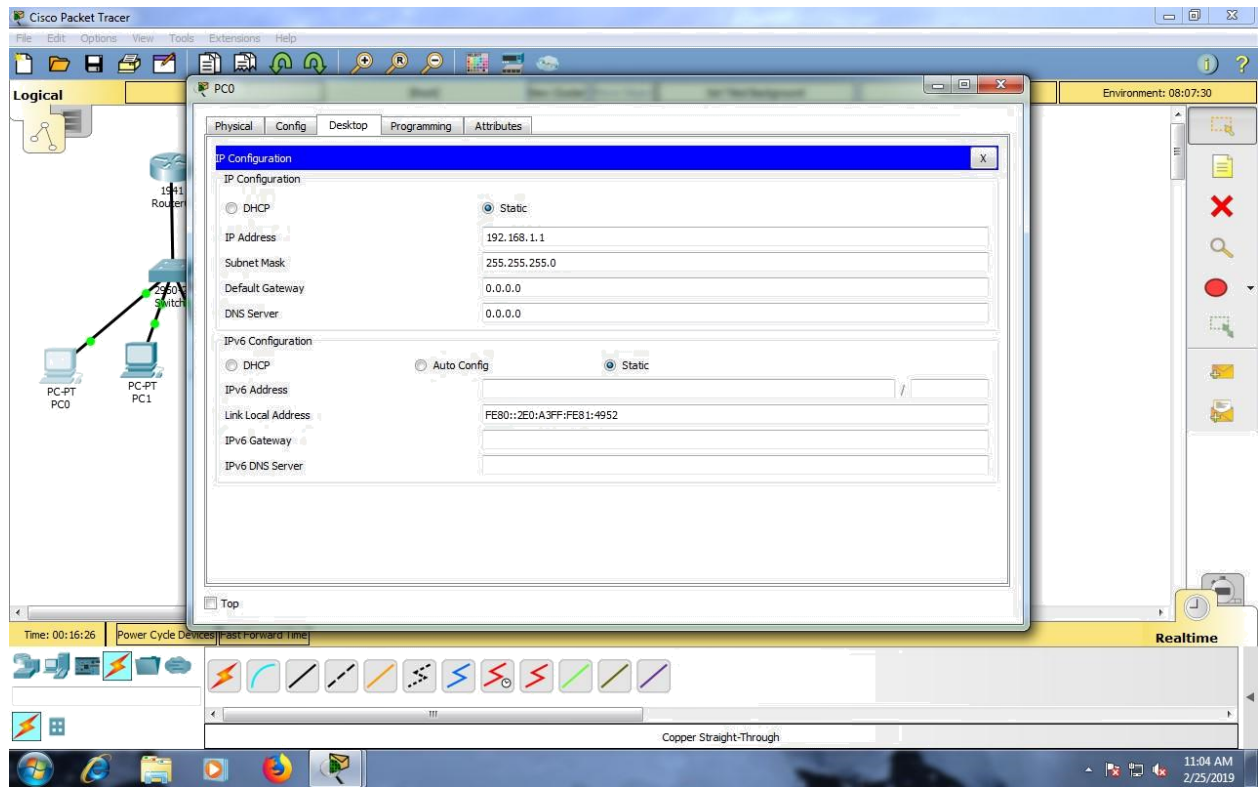 Cisco Packet Tracer
File Edit Options View Tools Extensions Help
Logical
PC0
Environment: 08:07:30
Physical Config Desktop Programming Attributes
IP Configuration
X
IP Configuration
DHCP
Static
IP Address
192.168.1.1
Subnet Mask
255.255.255.0
Default Gateway
0.0.0.0
DNS Server
0.0.0.0
IPv6 Configuration
DHCP
Auto Config
Static
IPv6 Address
/
Link Local Address
FE80::2E0:A3FF:FE81:4952
IPv6 Gateway
IPv6 DNS Server
Top
1941
Router
Switch
PC-PT
PC0
PC-PT
PC1
Time: 00:16:26
Power Cycle Devices
Fast Forward Time
Realtime
Copper Straight-Through
11:04 AM
2/25/2019